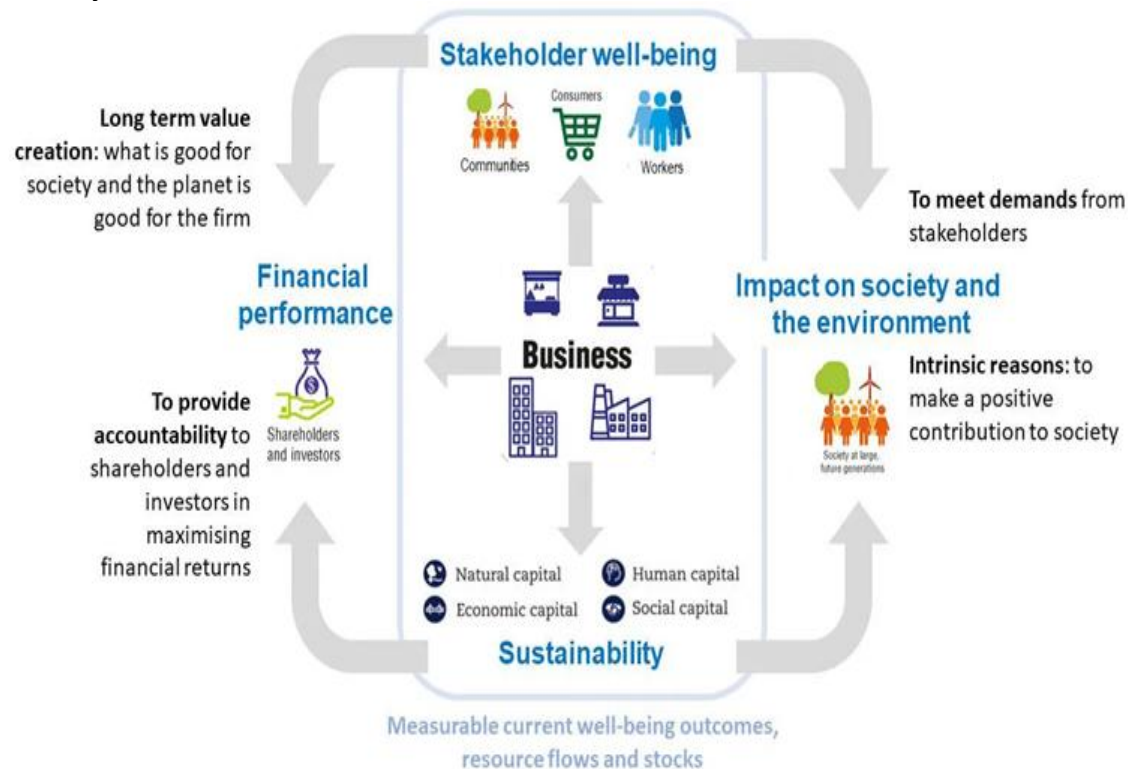 Stakeholder well-being
Communities
Consumers
Workers
Long term value
creation: what is good for
society and the planet is
good for the firm
To meet demands from
stakeholders
Financial
performance
Business
Impact on society and
the environment
To provide
accountability to
shareholders and
investors in
maximising
financial returns
Shareholders
and investors
Intrinsic reasons: to
make a positive
contribution to society
Society at large,
future generations
Natural capital
Human capital
Economic capital
Social capital
Sustainability
Measurable current well-being outcomes,
resource flows and stocks